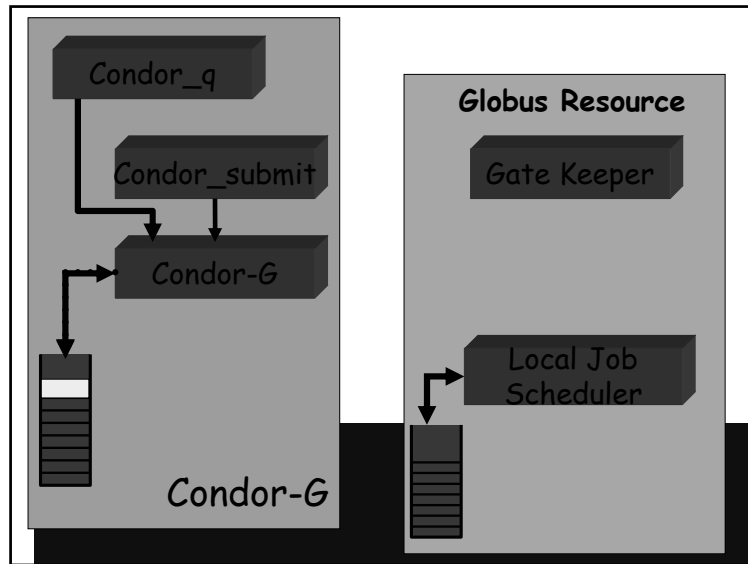 Condor_q
Condor_submit
Condor-G
Condor-G
Globus Resource
Gate Keeper
Local Job
Scheduler